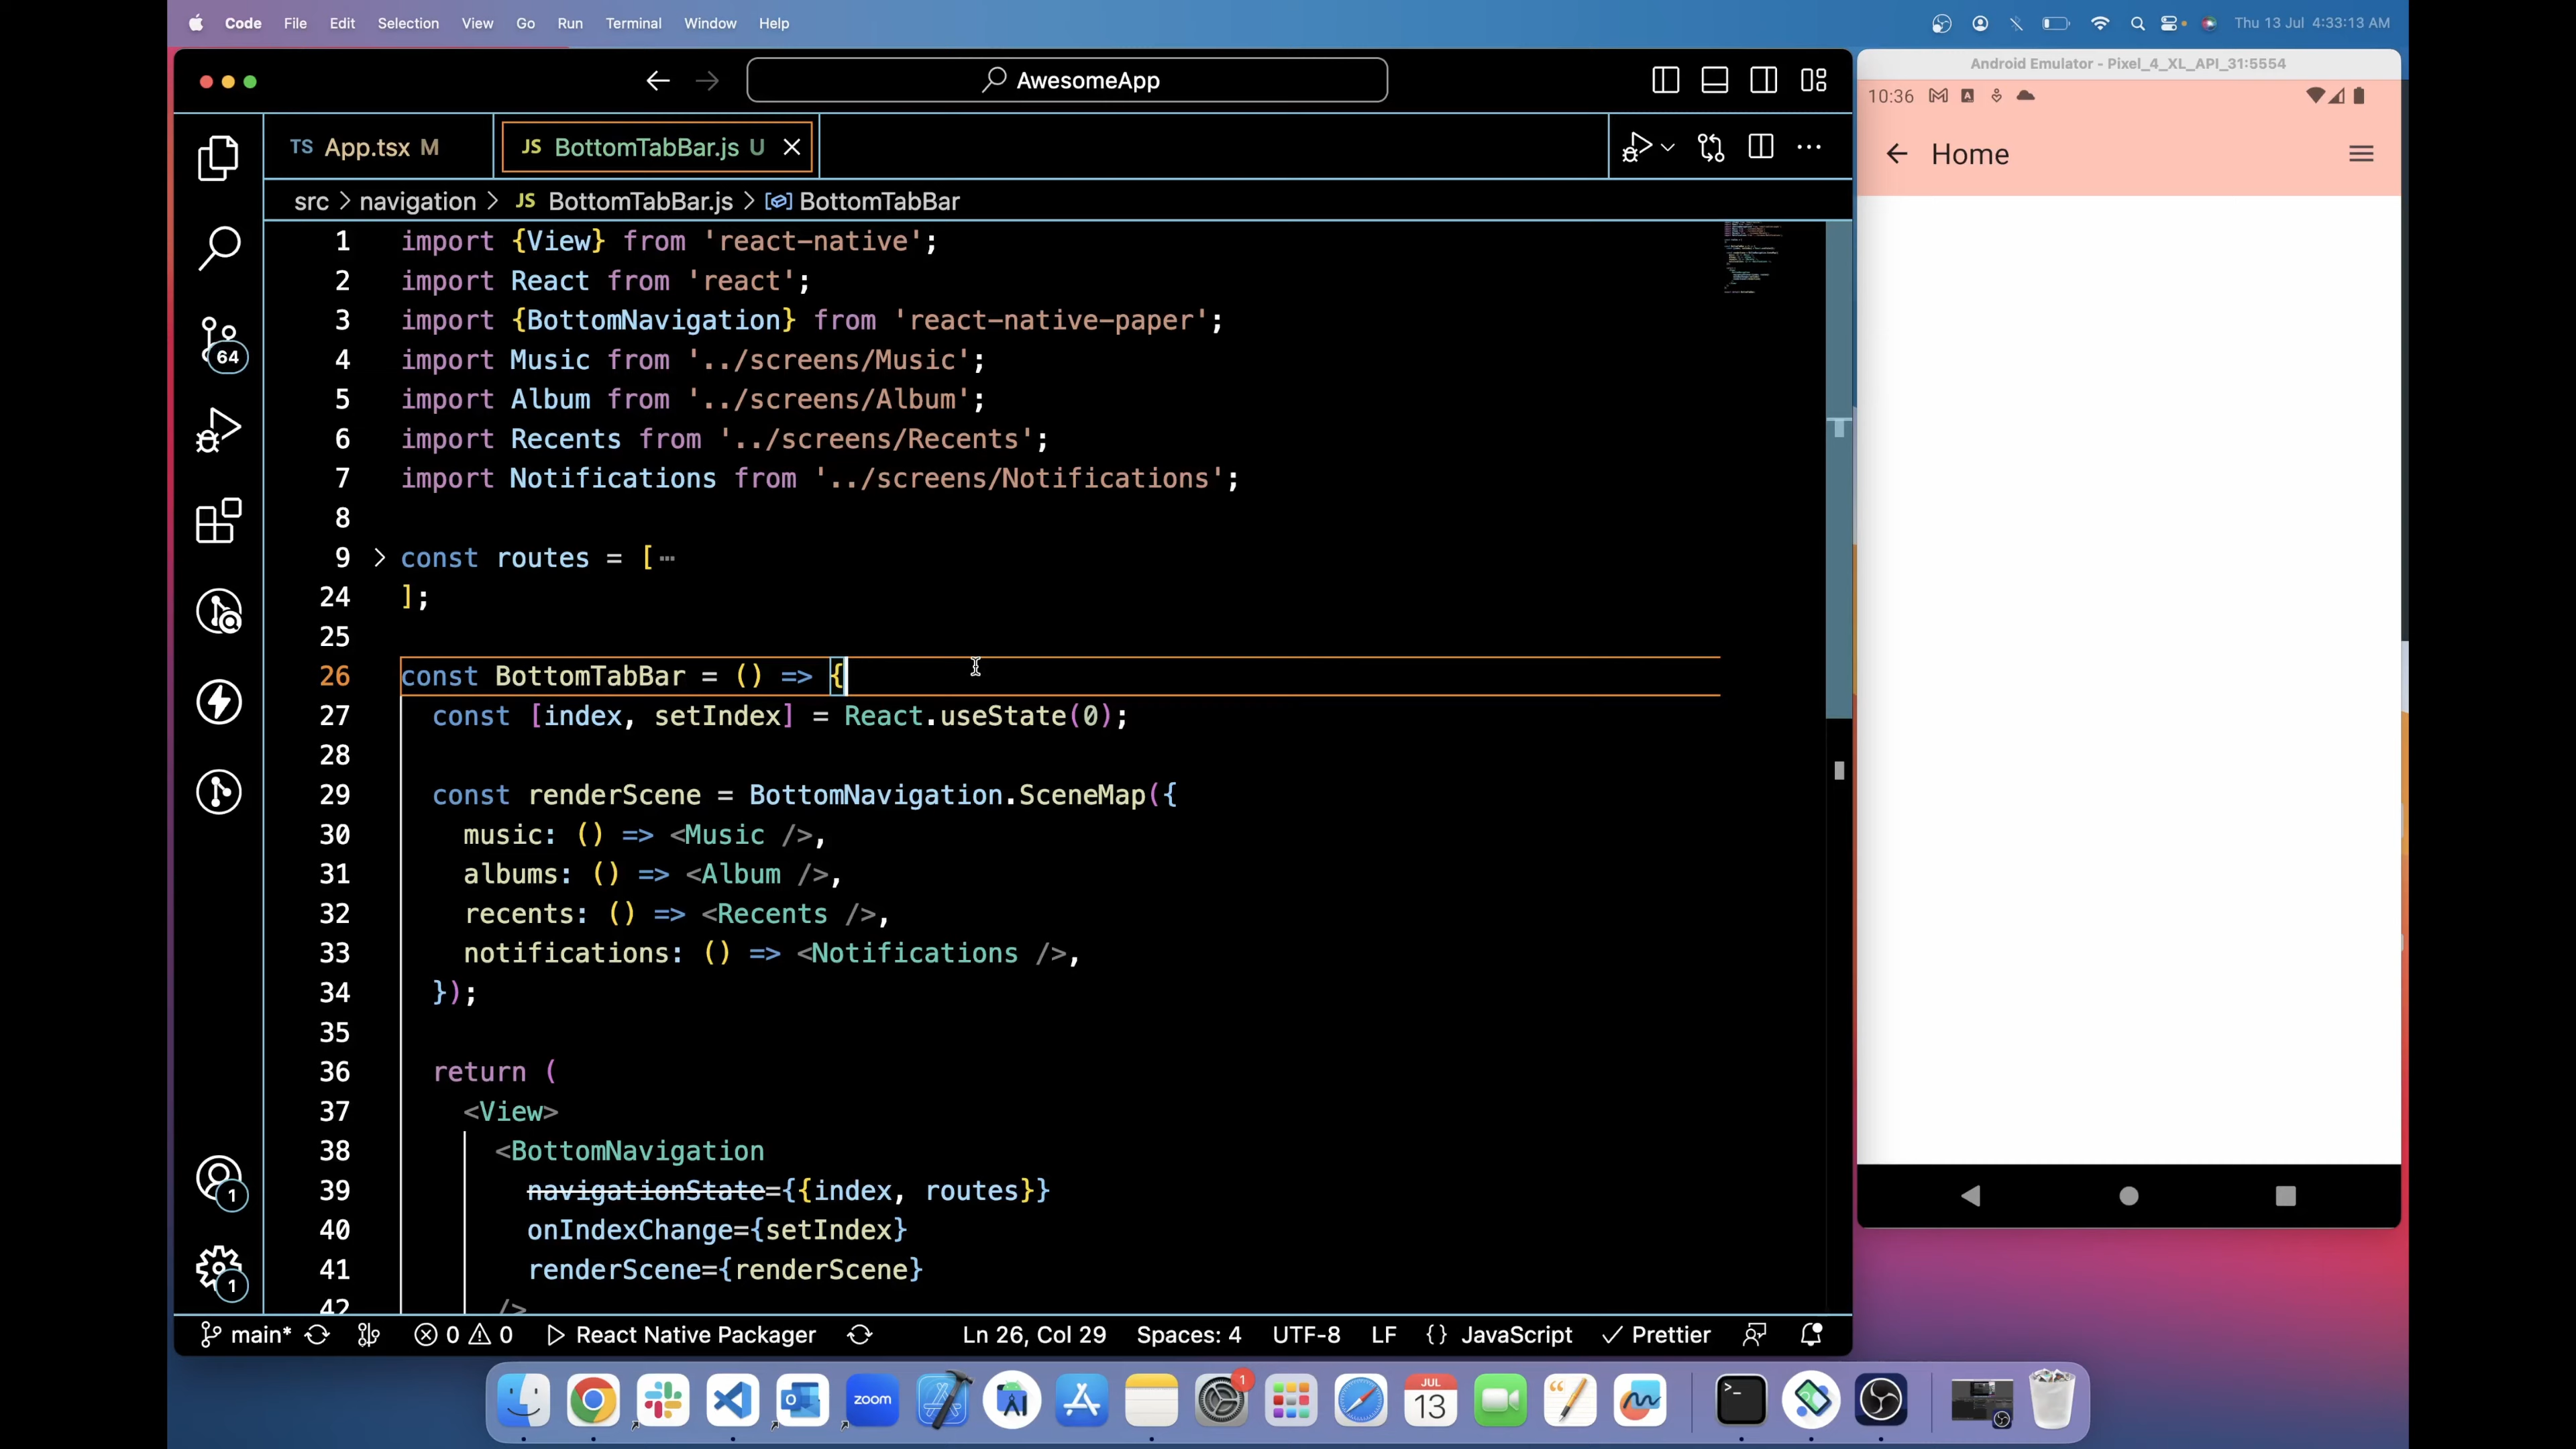 Code File Edit Selection View Go Run Terminal Window Help
Thu 13 Jul 4:33:13 AM
AwesomeApp
Android Emulator - Pixel_4_XL_API_31:5554
10:36
Home
TS App.tsx M
JS BottomTabBar.js U
src > navigation > JS BottomTabBar.js > BottomTabBar
1 import {View} from 'react-native';
2 import React from 'react';
3 import {BottomNavigation} from 'react-native-paper';
4 import Music from '../screens/Music';
5 import Album from '../screens/Album';
6 import Recents from '../screens/Recents';
7 import Notifications from '../screens/Notifications';
8
9 const routes = [⋯
24 ];
25
26 const BottomTabBar = () => {
27 const [index, setIndex] = React.useState(0);
28
29 const renderScene = BottomNavigation.SceneMap({
30 music: () => <Music />,
31 albums: () => <Album />,
32 recents: () => <Recents />,
33 notifications: () => <Notifications />,
34 });
35
36 return (
37 <View>
38 <BottomNavigation
39 navigationState={{index, routes}}
40 onIndexChange={setIndex}
41 renderScene={renderScene}
42 />
64
1
1
main* 0 0 React Native Packager Ln 26, Col 29 Spaces: 4 UTF-8 LF {} JavaScript Prettier
zoom
1
JUL
13